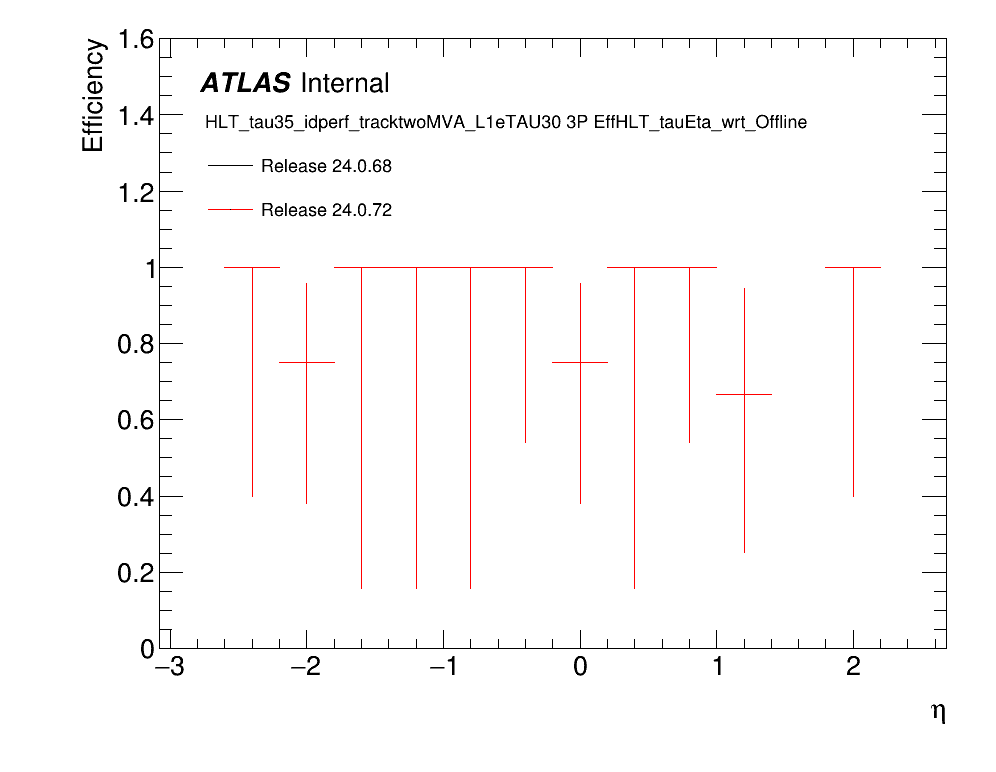 Efficiency
1.6
1.4
1.2
1
0.8
0.6
0.4
0.2
0
ATLAS Internal
HLT_tau35_idperf_tracktwoMVA_L1eTAU30 3P EffHLT_tauEta_wrt_Offline
Release 24.0.68
Release 24.0.72
−3 −2 −1 0 1 2
η